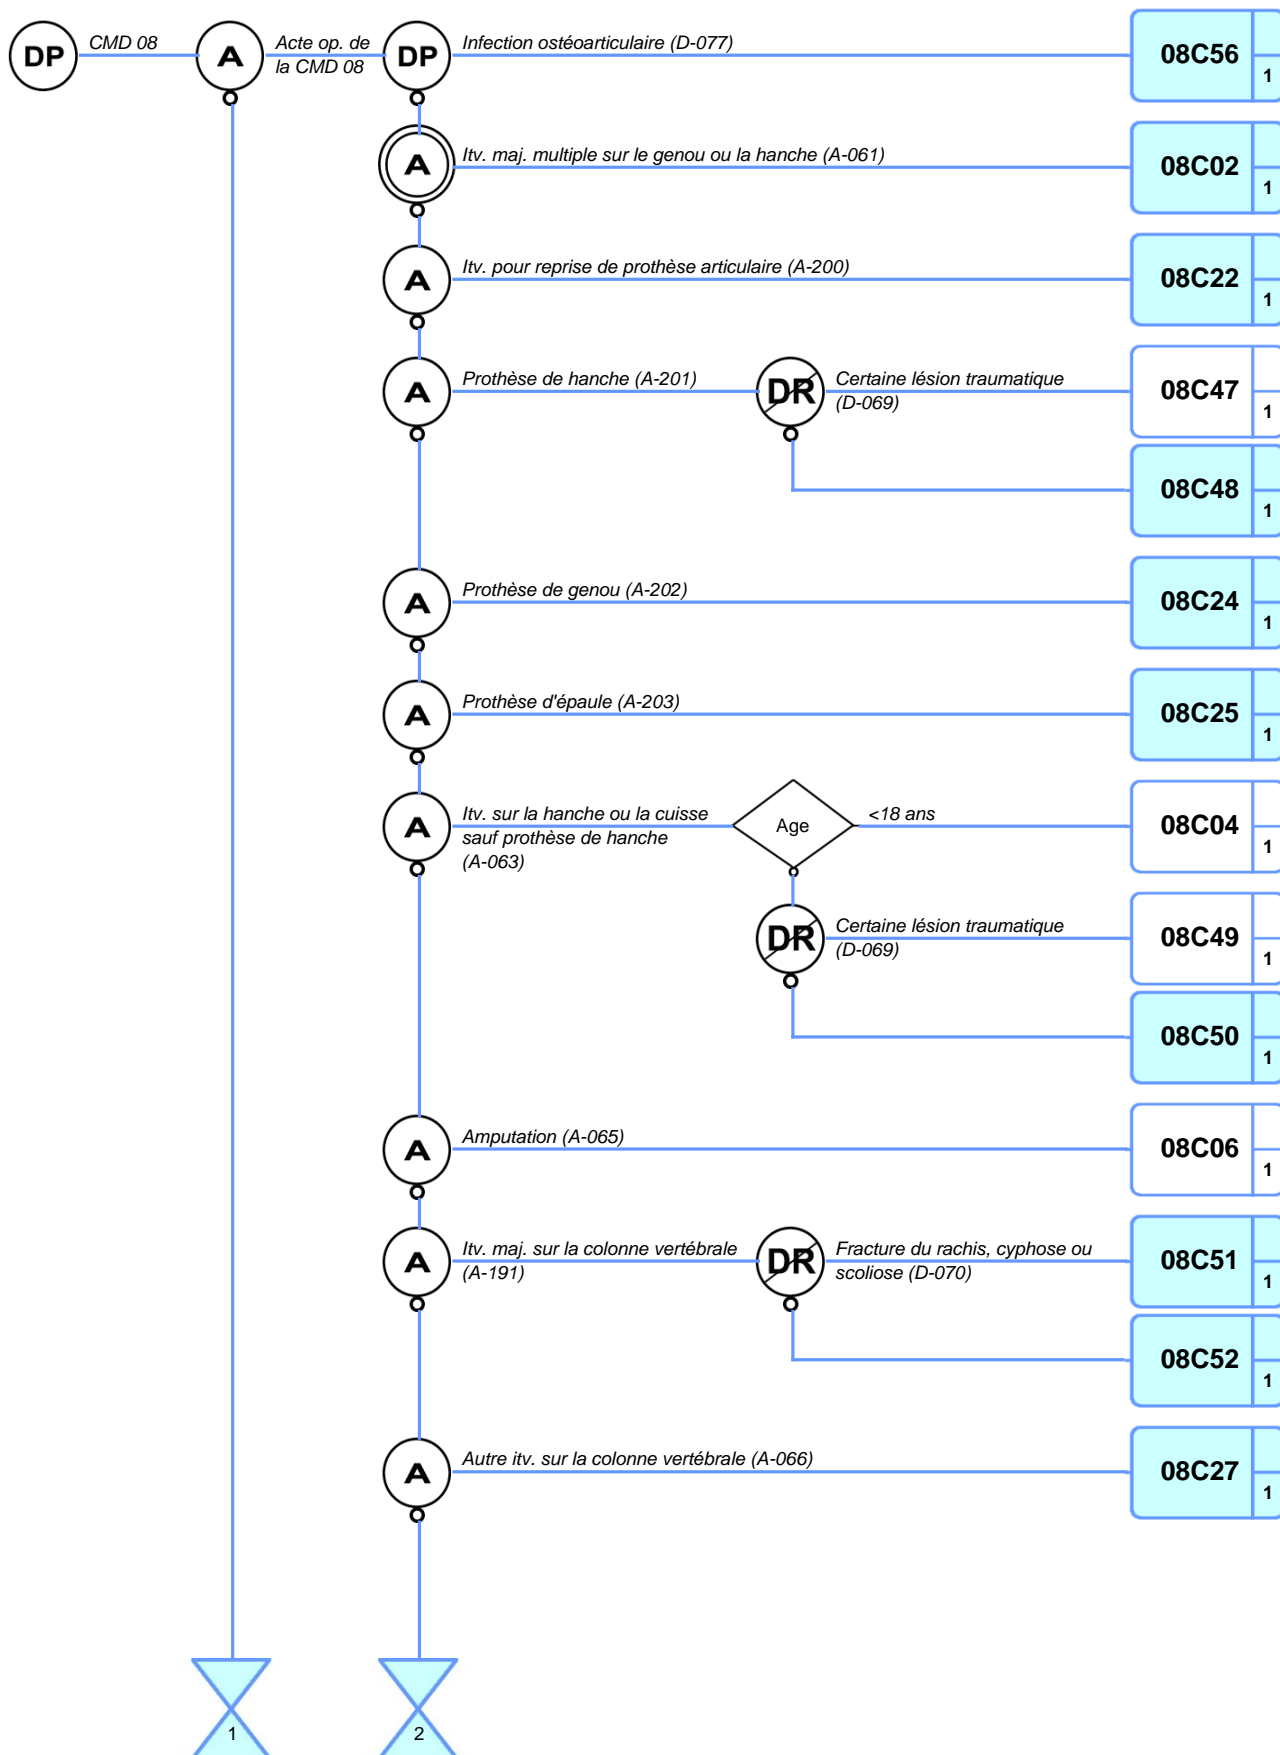 DP
CMD 08
A
Acte op. de
la CMD 08
DP
Infection ostéoarticulaire (D-077)
08C56
1
A
Itv. maj. multiple sur le genou ou la hanche (A-061)
08C02
1
A
Itv. pour reprise de prothèse articulaire (A-200)
08C22
1
A
Prothèse de hanche (A-201)
DR
Certaine lésion traumatique
(D-069)
08C47
1
08C48
1
A
Prothèse de genou (A-202)
08C24
1
A
Prothèse d'épaule (A-203)
08C25
1
A
Itv. sur la hanche ou la cuisse
sauf prothèse de hanche
(A-063)
Age
<18 ans
08C04
1
DR
Certaine lésion traumatique
(D-069)
08C49
1
08C50
1
A
Amputation (A-065)
08C06
1
A
Itv. maj. sur la colonne vertébrale
(A-191)
DR
Fracture du rachis, cyphose ou
scoliose (D-070)
08C51
1
08C52
1
A
Autre itv. sur la colonne vertébrale (A-066)
08C27
1
1
2